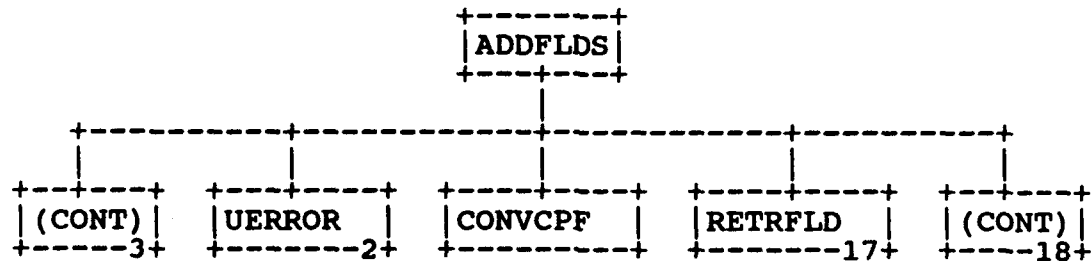 ADDFLDS
(CONT) UERROR CONVCPF RETRFLD (CONT)
3 2 17 18